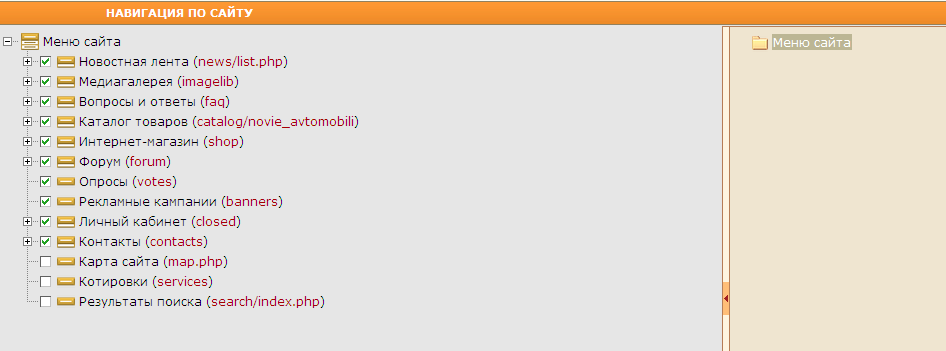 НАВИГАЦИЯ ПО САЙТУ
Меню сайта
Новостная лента (news/list.php)
Медиагалерея (imagelib)
Вопросы и ответы (faq)
Каталог товаров (catalog/novie_avtomobili)
Интернет-магазин (shop)
Форум (forum)
Опросы (votes)
Рекламные кампании (banners)
Личный кабинет (closed)
Контакты (contacts)
Карта сайта (map.php)
Котировки (services)
Результаты поиска (search/index.php)
Меню сайта